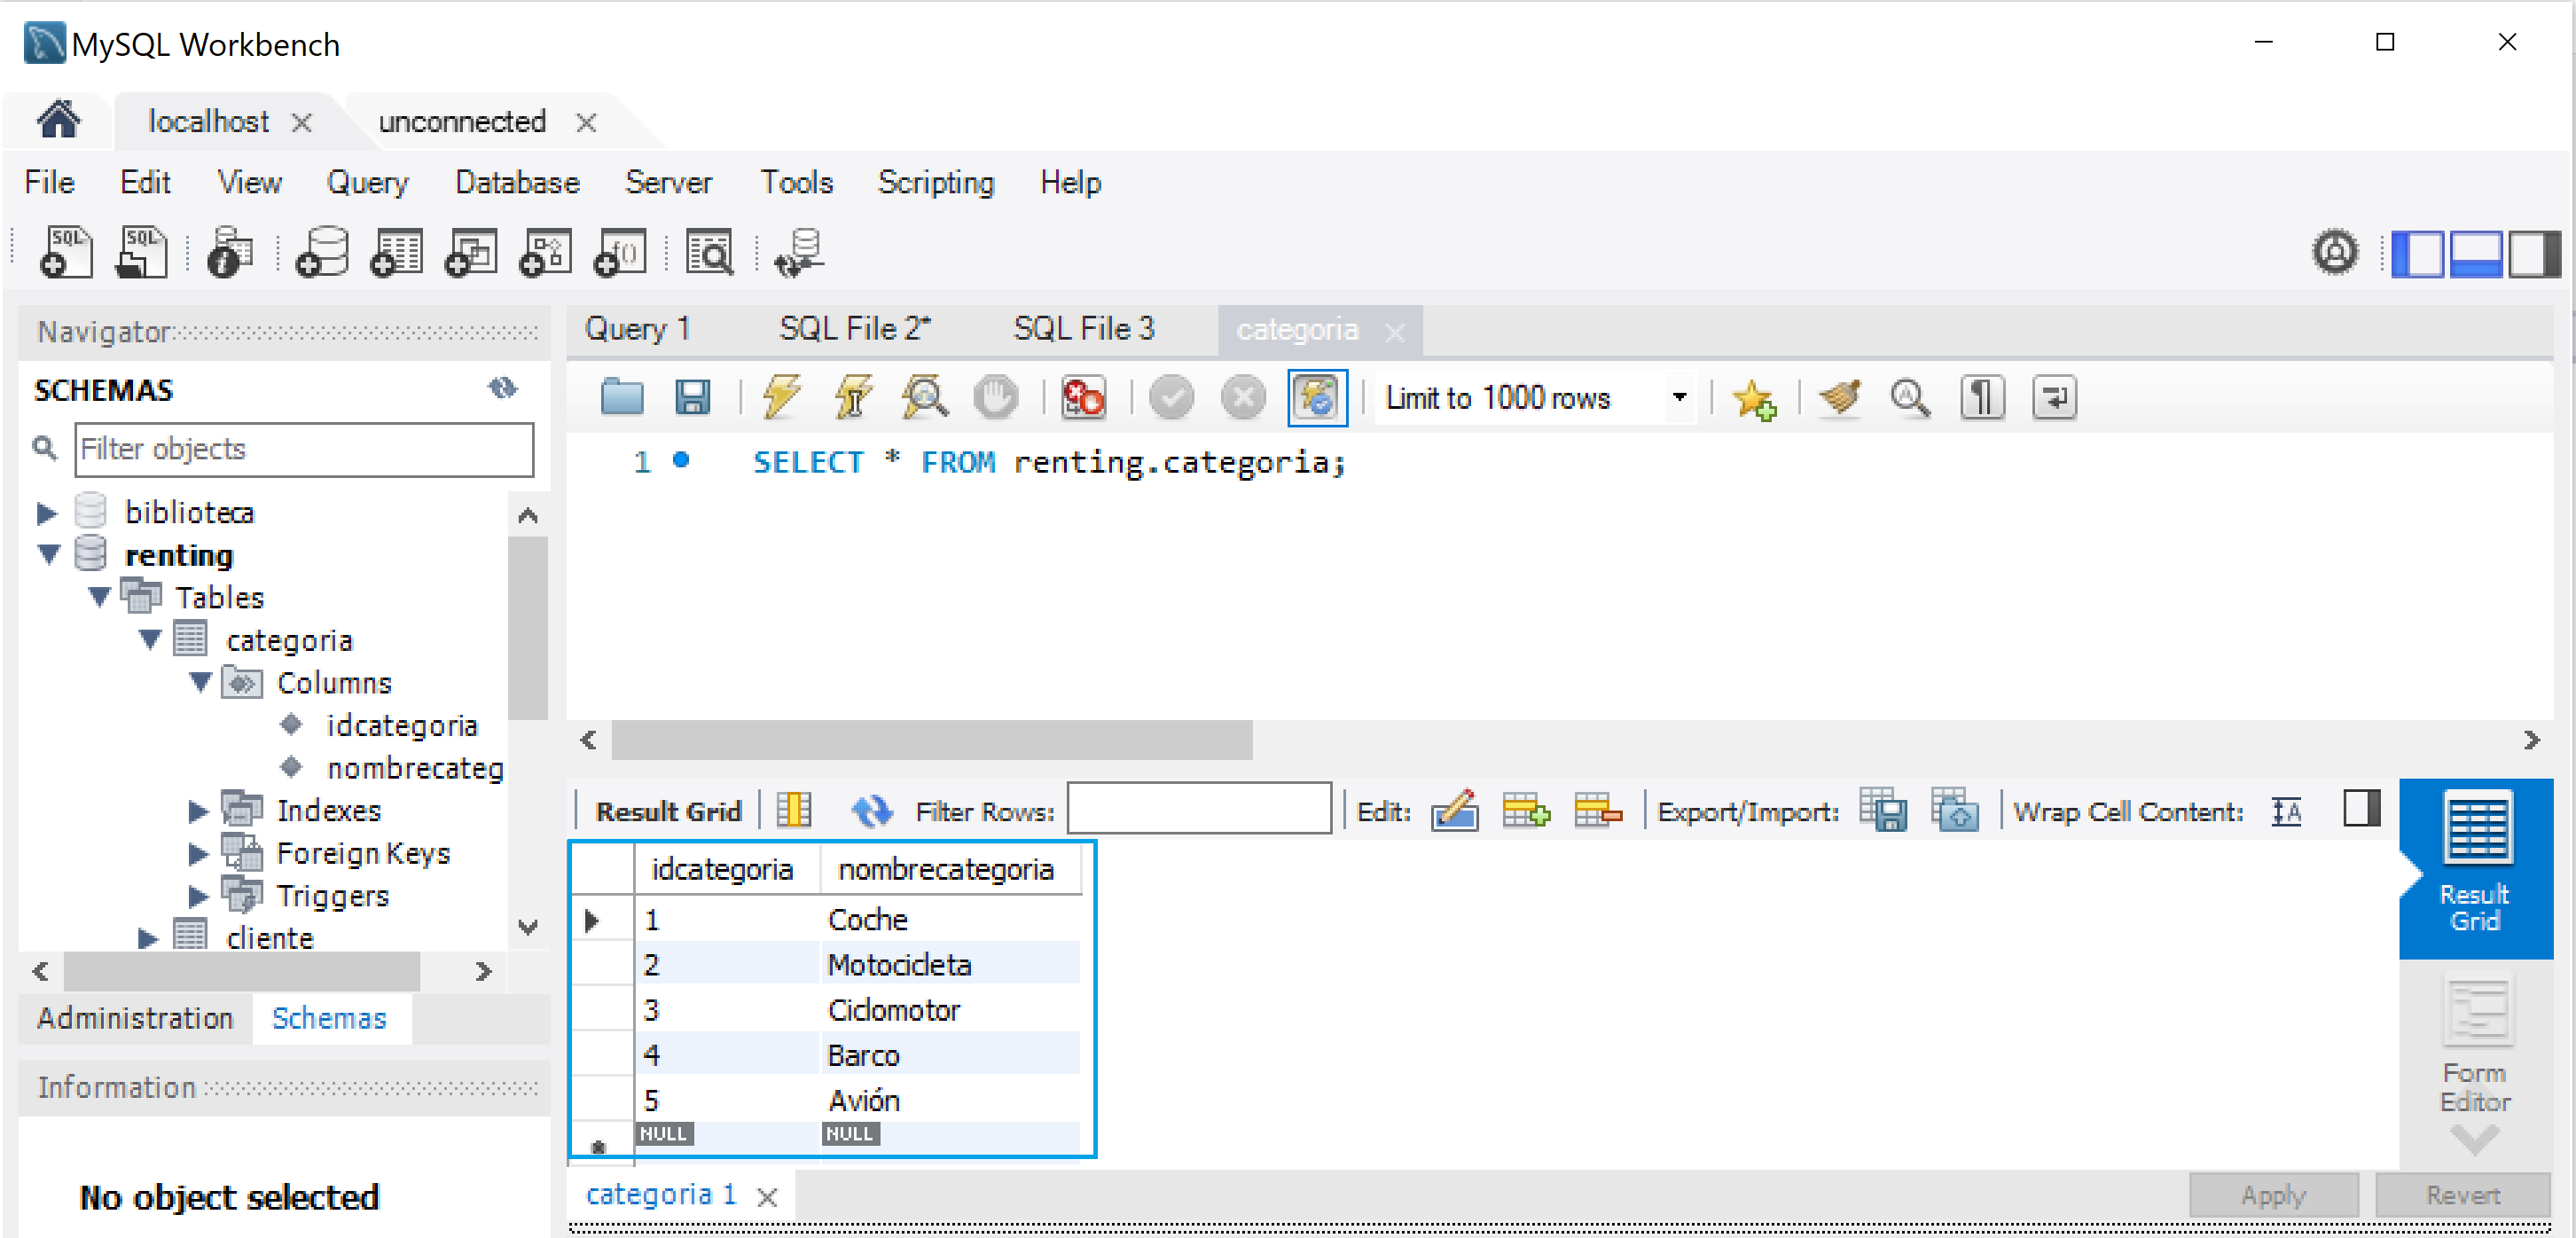 MySQL Workbench
localhost
unconnected
File Edit View Query Database Server Tools Scripting Help
SQL SQL f()
Navigator
SCHEMAS
Filter objects
biblioteca
renting
Tables
categoria
Columns
idcategoria
nombrecateg
Indexes
Foreign Keys
Triggers
cliente
Administration Schemas
Information
No object selected
Query 1 SQL File 2* SQL File 3 categoria
Limit to 1000 rows
1 SELECT * FROM renting.categoria;
Result Grid Filter Rows: Edit: Export/Import: Wrap Cell Content:
idcategoria nombrecategoria
1 Coche
2 Motocicleta
3 Ciclomotor
4 Barco
5 Avión
NULL NULL
Result
Grid
Form
Editor
categoria 1
Apply Revert